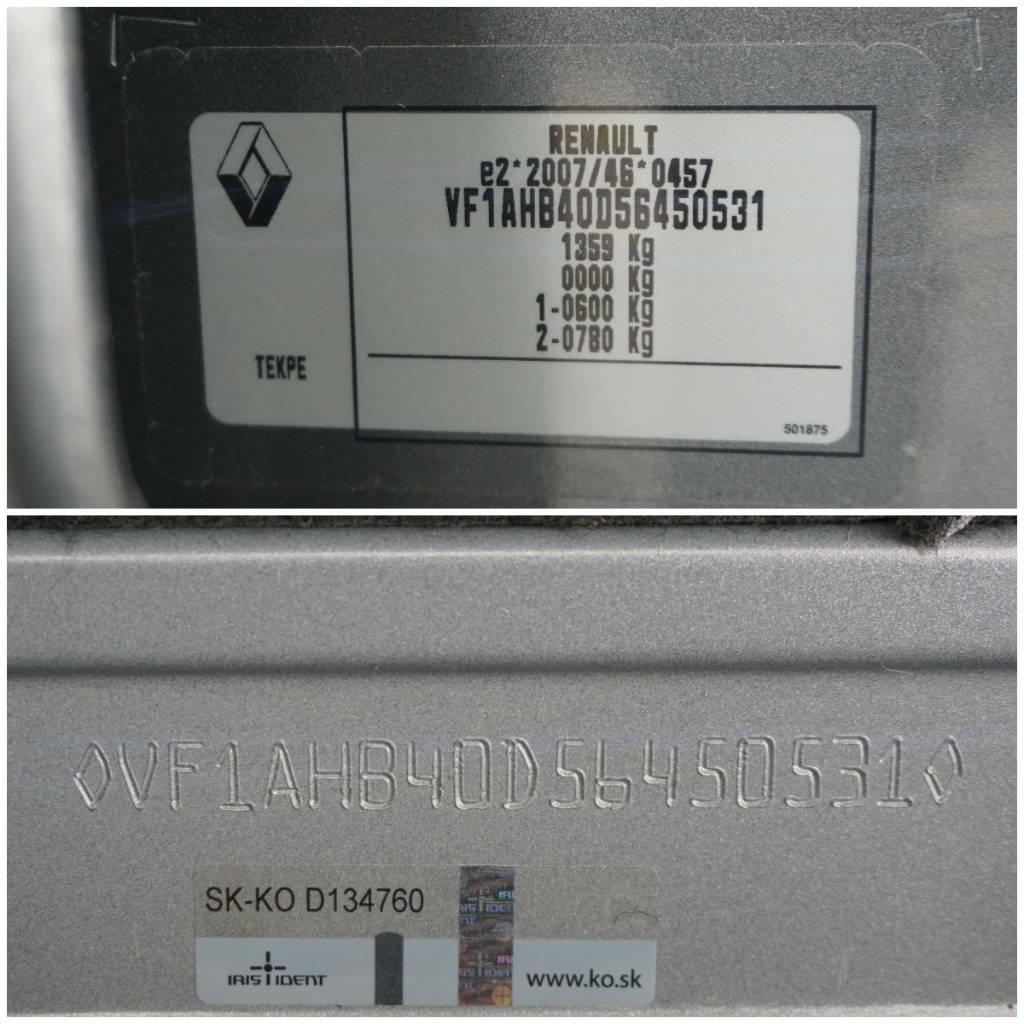 RENAULT
e2*2007/46*0457
VF1AHB40D56450531
1359 Kg
0000 Kg
1-0600 Kg
2-0780 Kg
TEKPE
501875
VF1AHB40D56450531
SK-KO D134760
IRIS IDENT
www.ko.sk